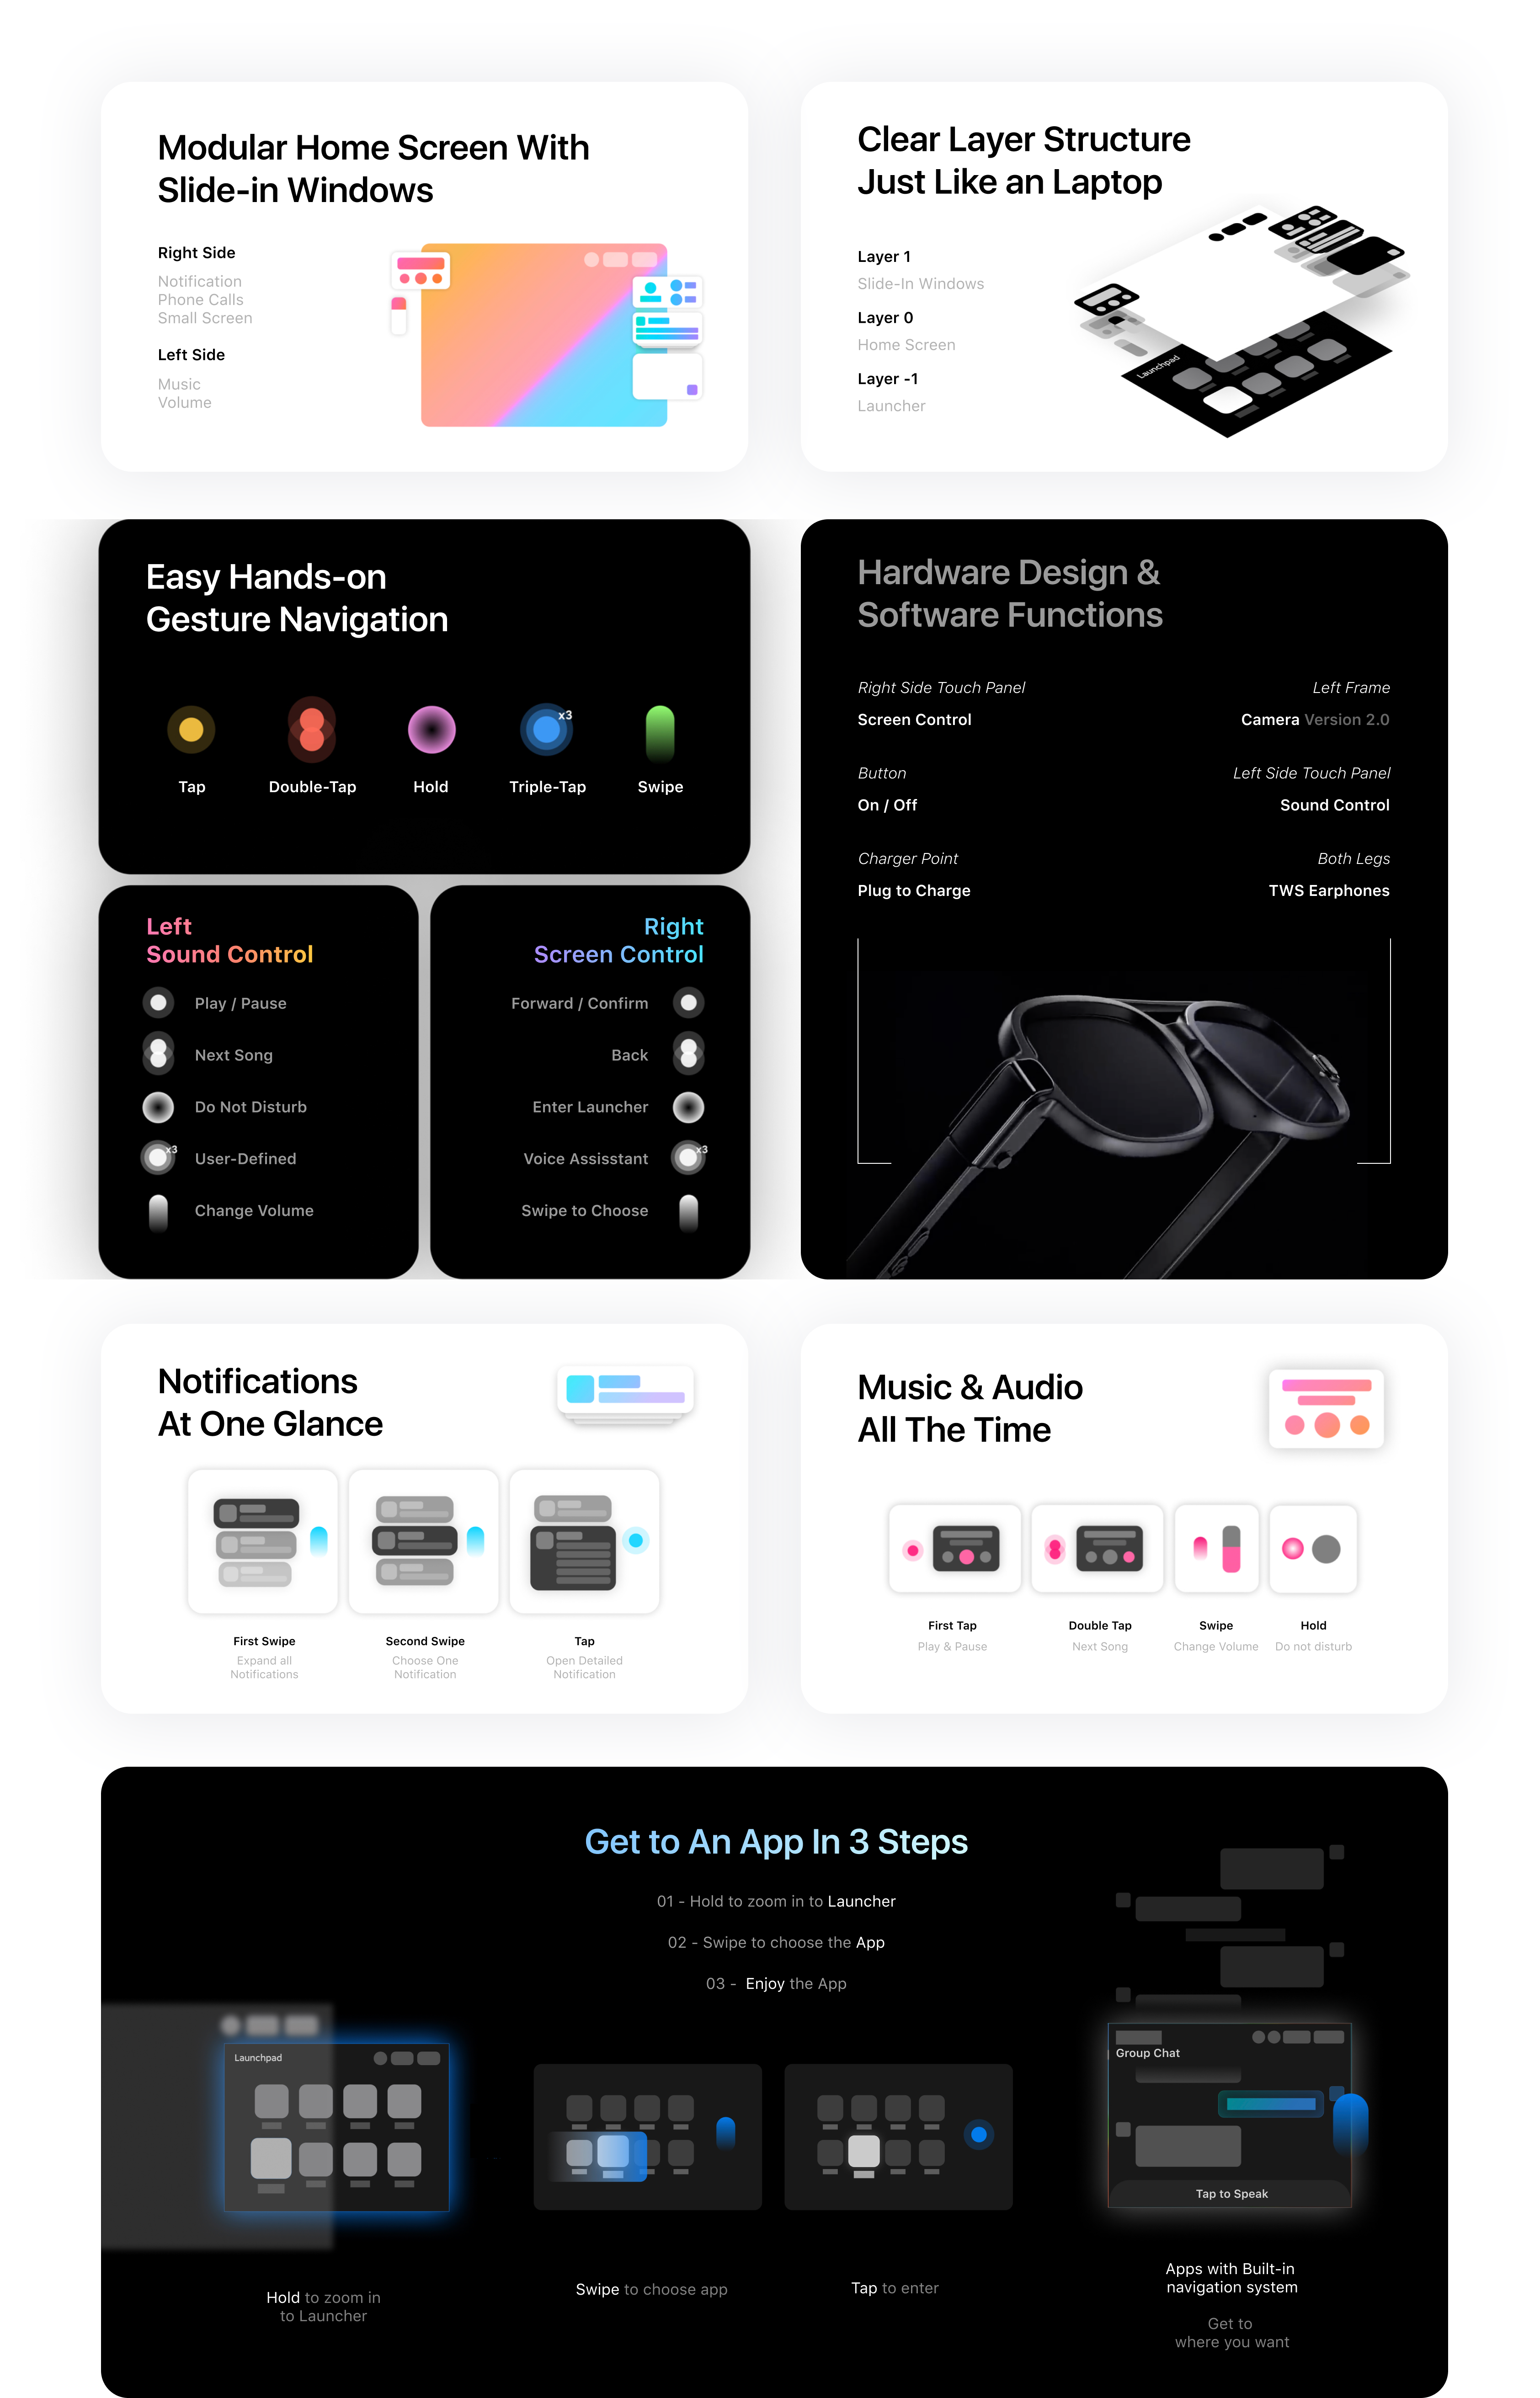 Modular Home Screen With
Slide-in Windows
Right Side
Notification
Phone Calls
Small Screen
Left Side
Music
Volume
Clear Layer Structure
Just Like an Laptop
Layer 1
Slide-In Windows
Layer 0
Home Screen
Layer -1
Launcher
Launchpad
Easy Hands-on
Gesture Navigation
x3
Tap
Double-Tap
Hold
Triple-Tap
Swipe
Left
Sound Control
Play / Pause
Next Song
Do Not Disturb
x3
User-Defined
Change Volume
Right
Screen Control
Forward / Confirm
Back
Enter Launcher
Voice Assisstant
x3
Swipe to Choose
Hardware Design &
Software Functions
Right Side Touch Panel
Screen Control
Button
On / Off
Charger Point
Plug to Charge
Left Frame
Camera Version 2.0
Left Side Touch Panel
Sound Control
Both Legs
TWS Earphones
Notifications
At One Glance
First Swipe
Expand all
Notifications
Second Swipe
Choose One
Notification
Tap
Open Detailed
Notification
Music & Audio
All The Time
First Tap
Play & Pause
Double Tap
Next Song
Swipe
Change Volume
Hold
Do not disturb
Get to An App In 3 Steps
01 - Hold to zoom in to Launcher
02 - Swipe to choose the App
03 - Enjoy the App
Launchpad
Hold to zoom in
to Launcher
Swipe to choose app
Tap to enter
Group Chat
Tap to Speak
Apps with Built-in
navigation system
Get to
where you want